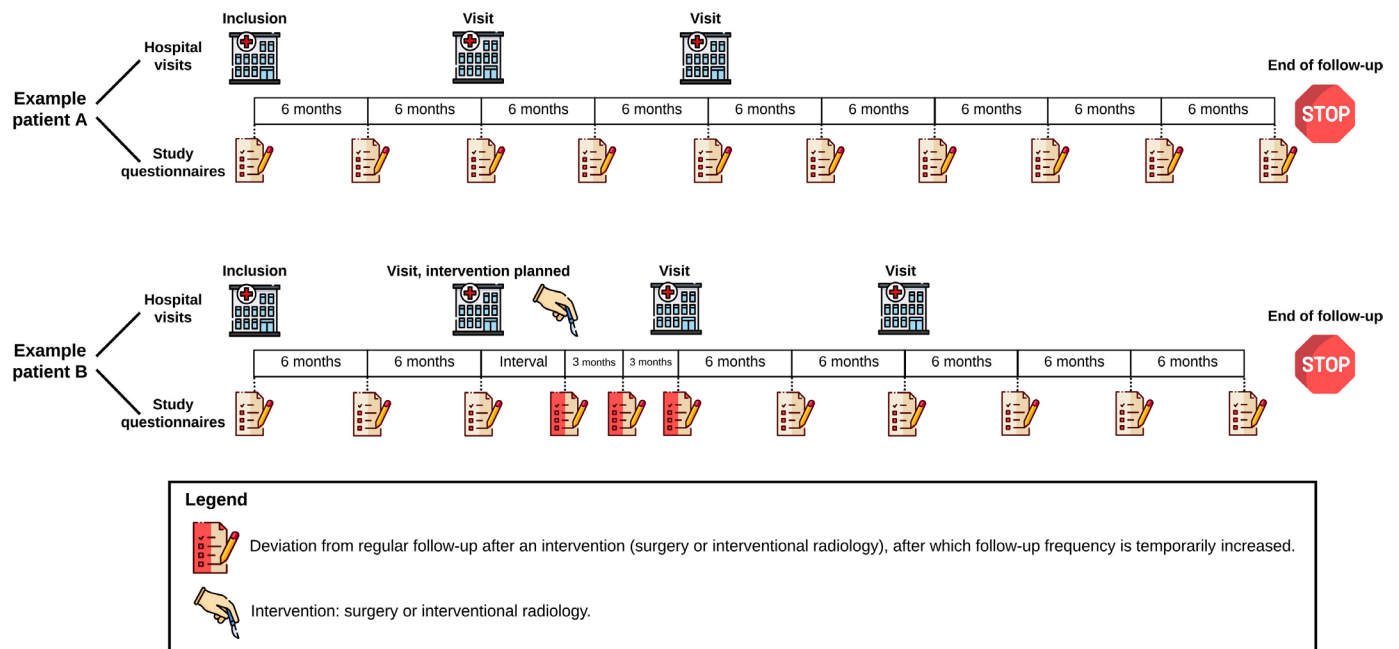 Inclusion Visit Visit
Hospital
visits
End of follow-up
Example
patient A
6 months 6 months 6 months 6 months 6 months 6 months 6 months 6 months 6 months
STOP
Study
questionnaires
Inclusion Visit, intervention planned Visit Visit
Hospital
visits
End of follow-up
Example
patient B
6 months 6 months Interval 3 months 3 months 6 months 6 months 6 months 6 months 6 months
STOP
Study
questionnaires
Legend
Deviation from regular follow-up after an intervention (surgery or interventional radiology), after which follow-up frequency is temporarily increased.
Intervention: surgery or interventional radiology.